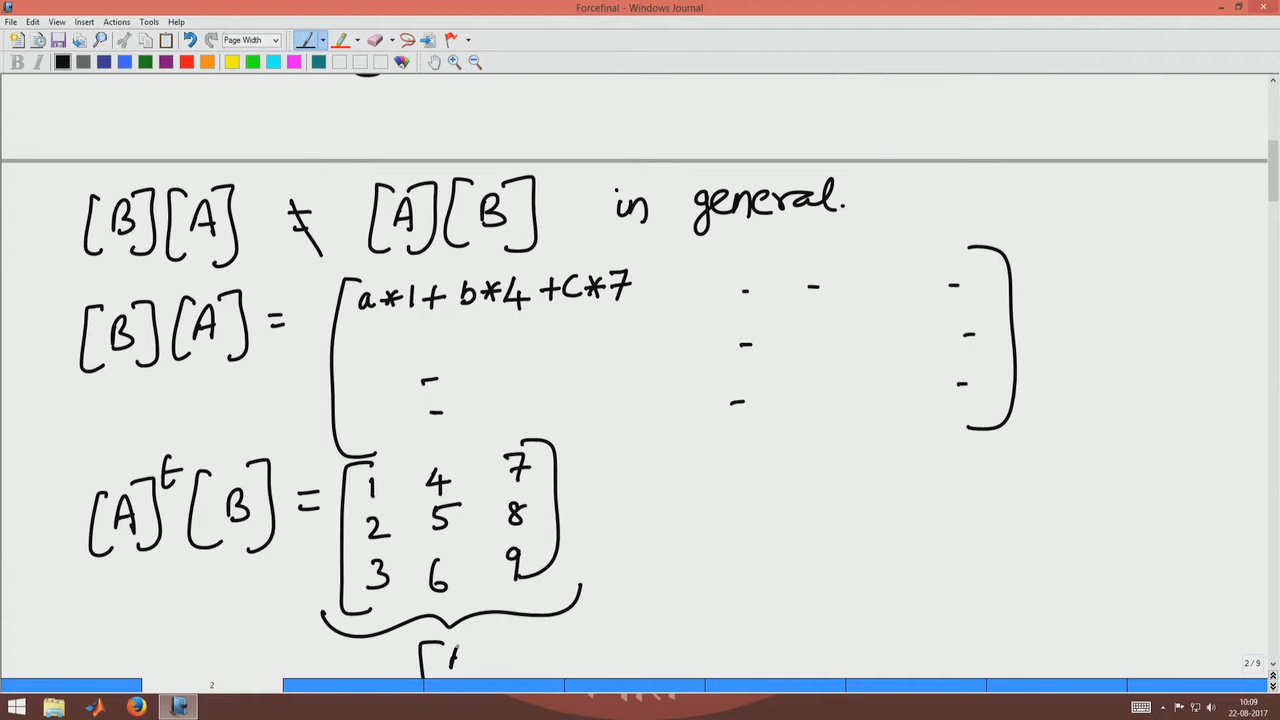 Forcefinal - Windows Journal
File Edit View Insert Actions Tools Help
Page Width
B I
[B][A] ≠ [A][B] in general.
[B][A] = [a*1+ b*4 +c*7 - - -
- -
- - -
- -]
[A]ᵗ[B] = [1 4 7
2 5 8
3 6 9]
2 / 9
2
10:09
22-08-2017